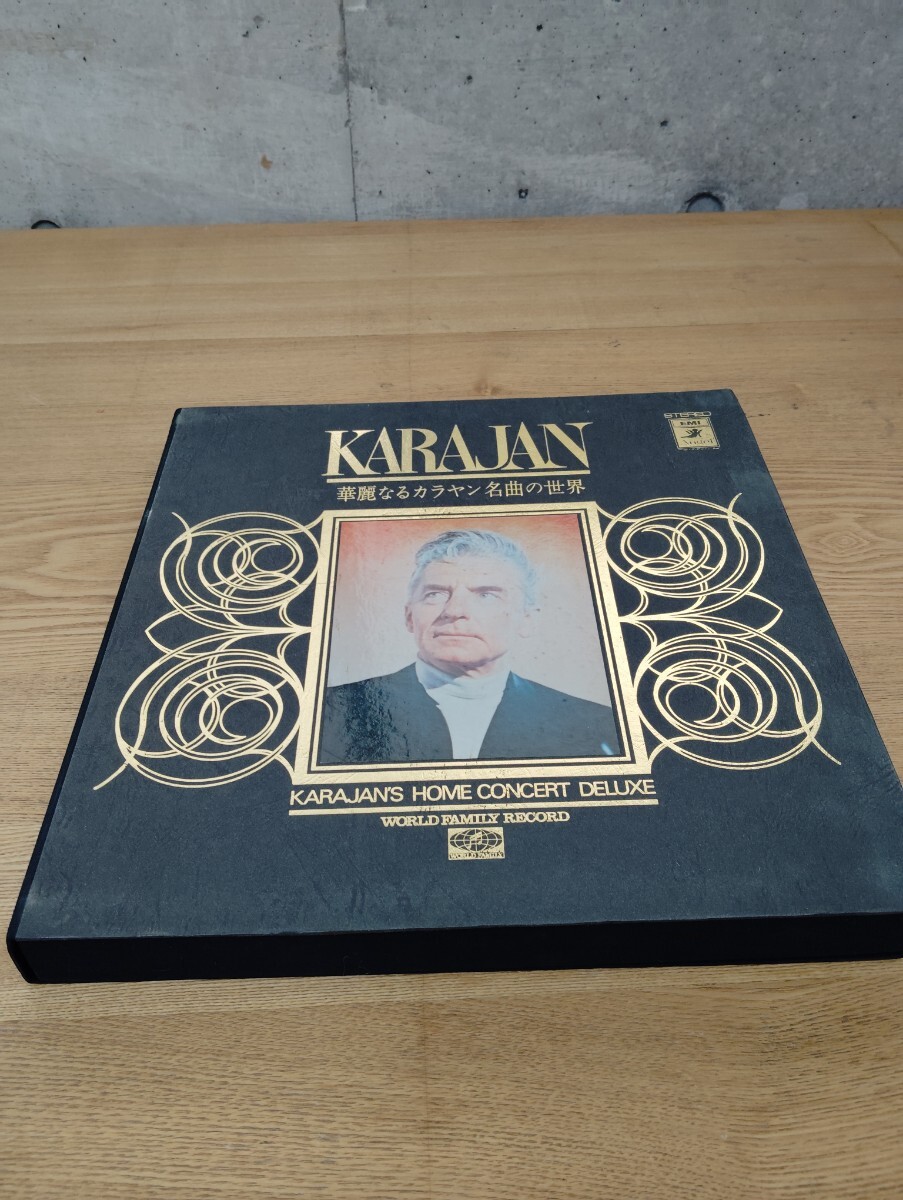 STEREO
EMI
Angel
KARAJAN
華麗なるカラヤン名曲の世界
KARAJAN'S HOME CONCERT DELUXE
WORLD FAMILY RECORD
WORLD FAMILY